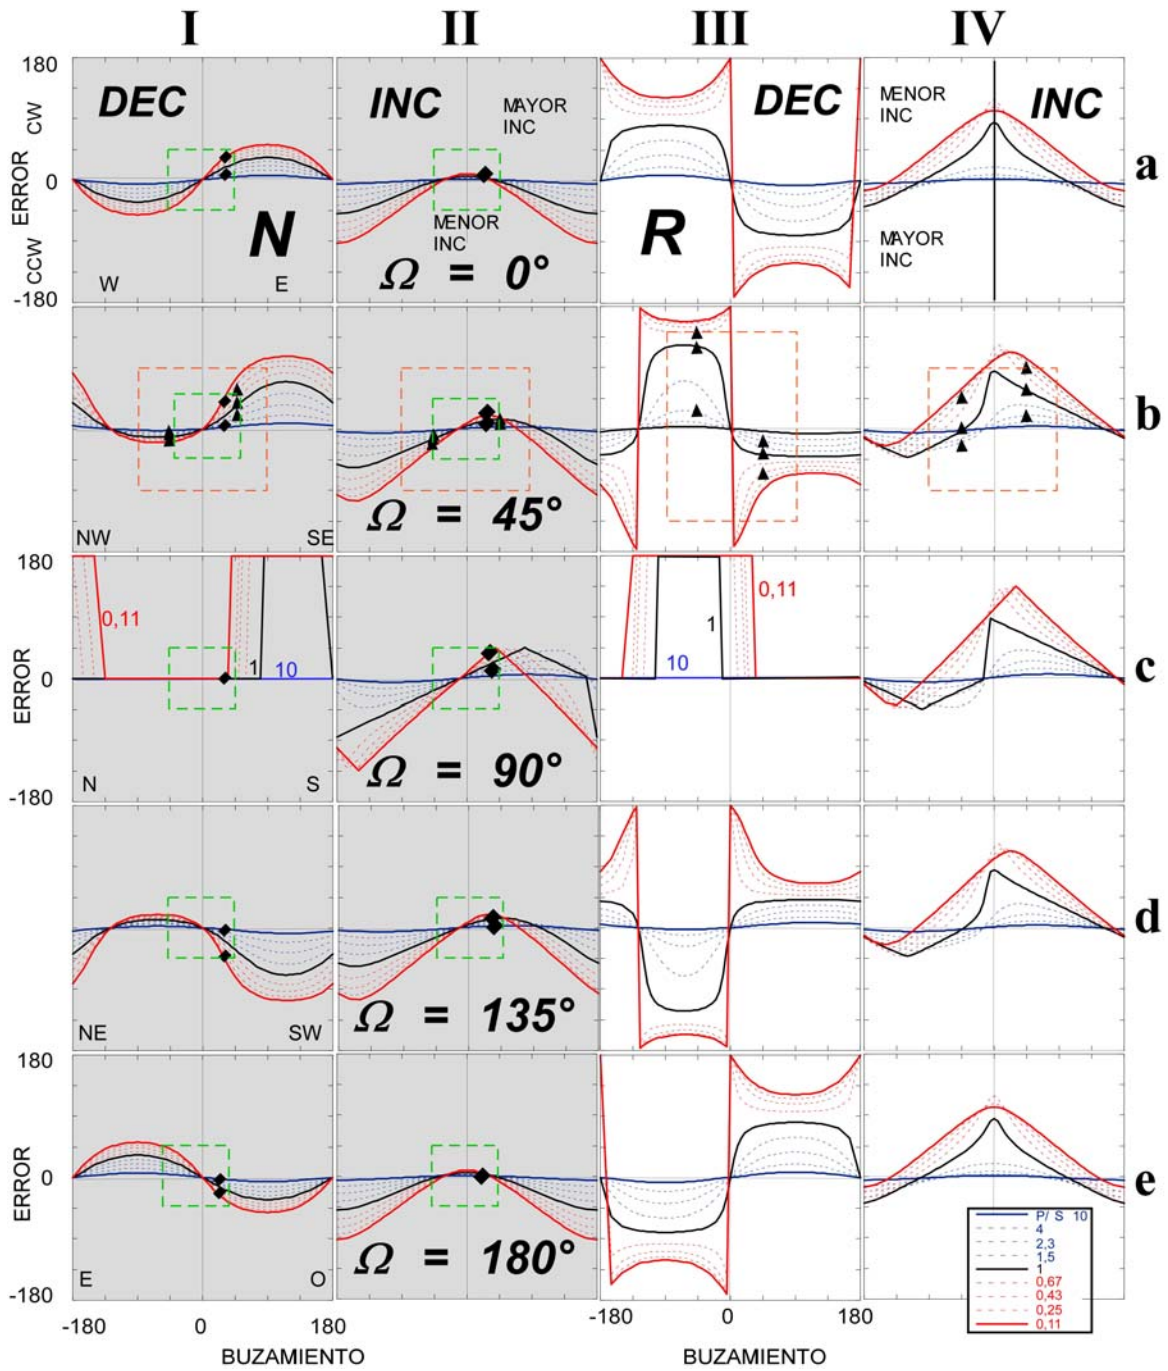 I II III IV
180 DEC INC MAYOR INC DEC MENOR INC INC a
ERROR CW 0 CCW -180
W N E MENOR INC Ω = 0° R MAYOR INC
b
NW SE Ω = 45°
180 ERROR 0 -180
0,11 1 10 1 0,11 10 c
N S Ω = 90°
d
NE SW Ω = 135°
180 ERROR 0 -180
e
E O Ω = 180°
P/ S 10
4
2,3
1,5
1
0,67
0,43
0,25
0,11
-180 0 180 -180 0 180
BUZAMIENTO BUZAMIENTO